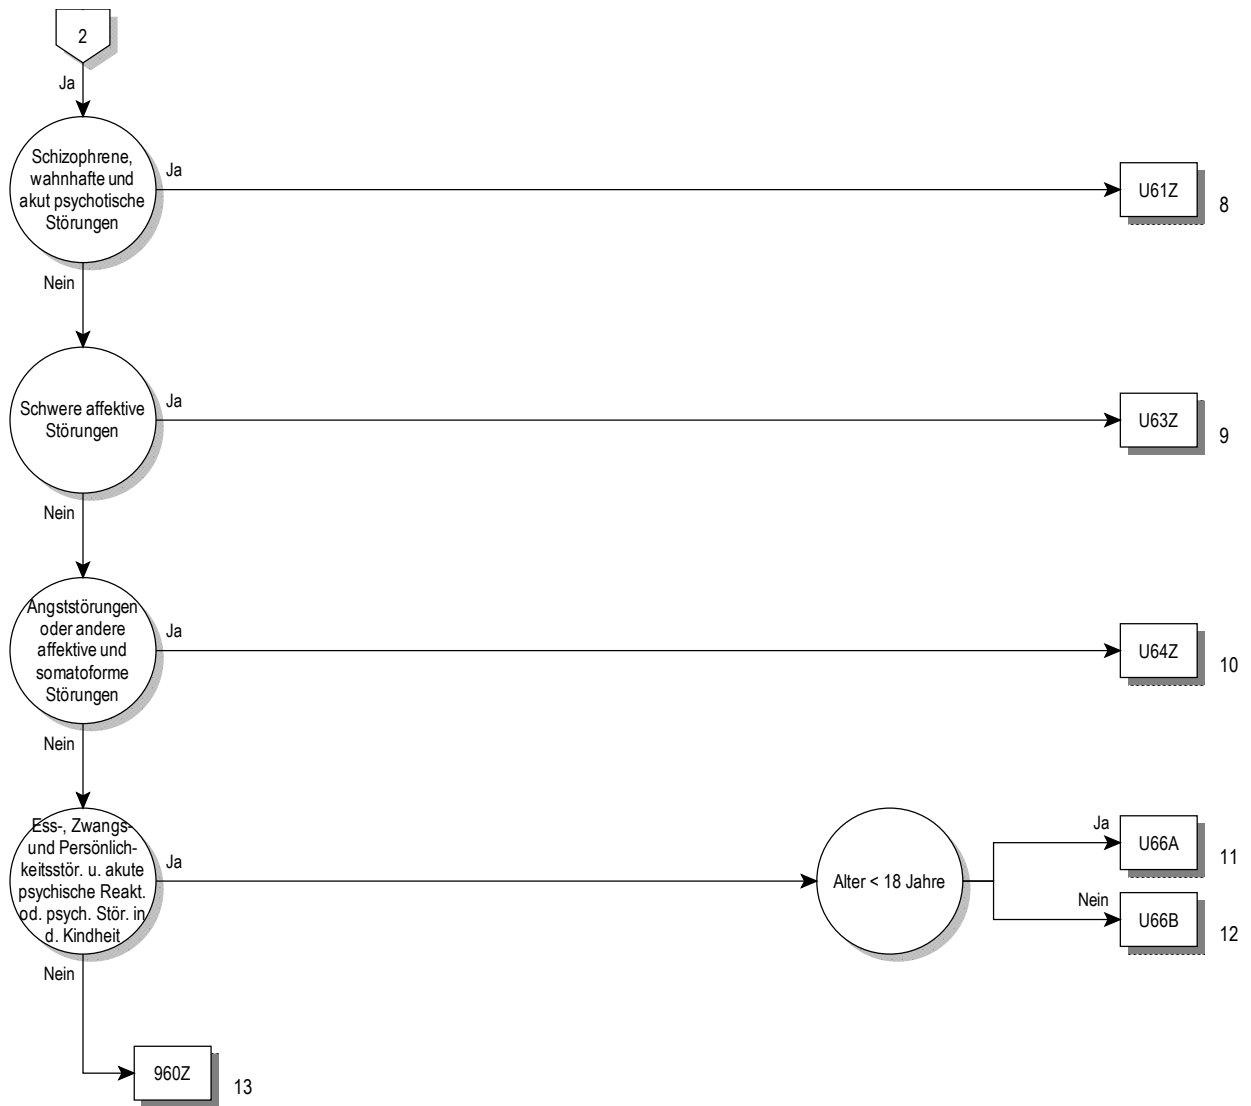 2
Ja
Schizophrene,
wahnhafte und
akut psychotische
Störungen
Ja
U61Z
8
Nein
Schwere affektive
Störungen
Ja
U63Z
9
Nein
Angststörungen
oder andere
affektive und
somatoforme
Störungen
Ja
U64Z
10
Nein
Ess-, Zwangs-
und Persönlich-
keitsstör. u. akute
psychische Reakt.
od. psych. Stör. in
d. Kindheit
Ja
Alter < 18 Jahre
Ja
U66A
11
Nein
U66B
12
Nein
960Z
13